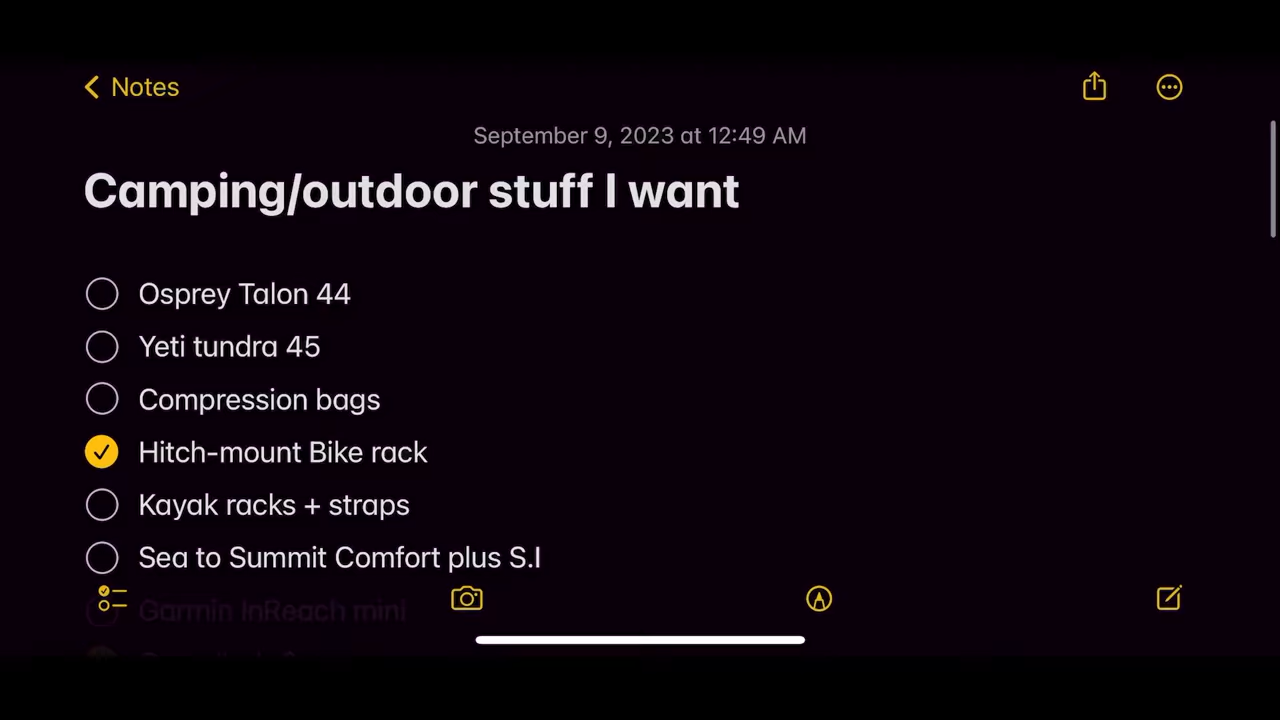 Notes
September 9, 2023 at 12:49 AM
Camping/outdoor stuff I want
Osprey Talon 44
Yeti tundra 45
Compression bags
Hitch-mount Bike rack
Kayak racks + straps
Sea to Summit Comfort plus S.I
Garmin InReach mini